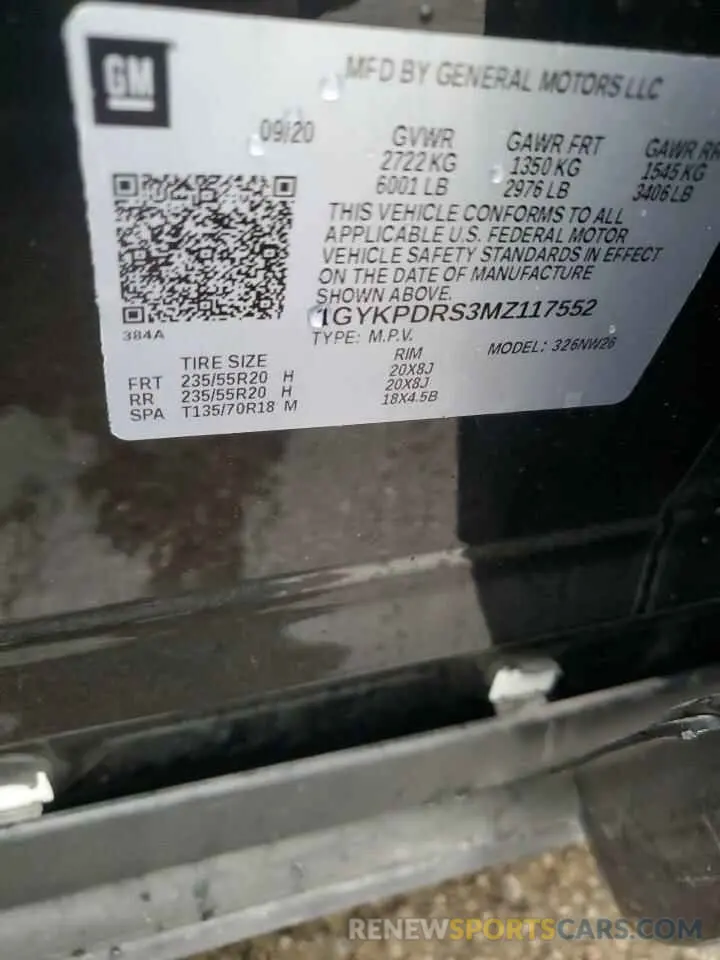 GM
MFD BY GENERAL MOTORS LLC
09/20 GVWR GAWR FRT GAWR RR
2722 KG 1350 KG 1545 KG
6001 LB 2976 LB 3406 LB
THIS VEHICLE CONFORMS TO ALL
APPLICABLE U.S. FEDERAL MOTOR
VEHICLE SAFETY STANDARDS IN EFFECT
ON THE DATE OF MANUFACTURE
SHOWN ABOVE.
1GYKPDRS3MZ117552
384A
TYPE: M.P.V. MODEL: 326NW26
TIRE SIZE RIM
FRT 235/55R20 H 20X8J
RR 235/55R20 H 20X8J
SPA T135/70R18 M 18X4.5B
RENEWSPORTSCARS.COM